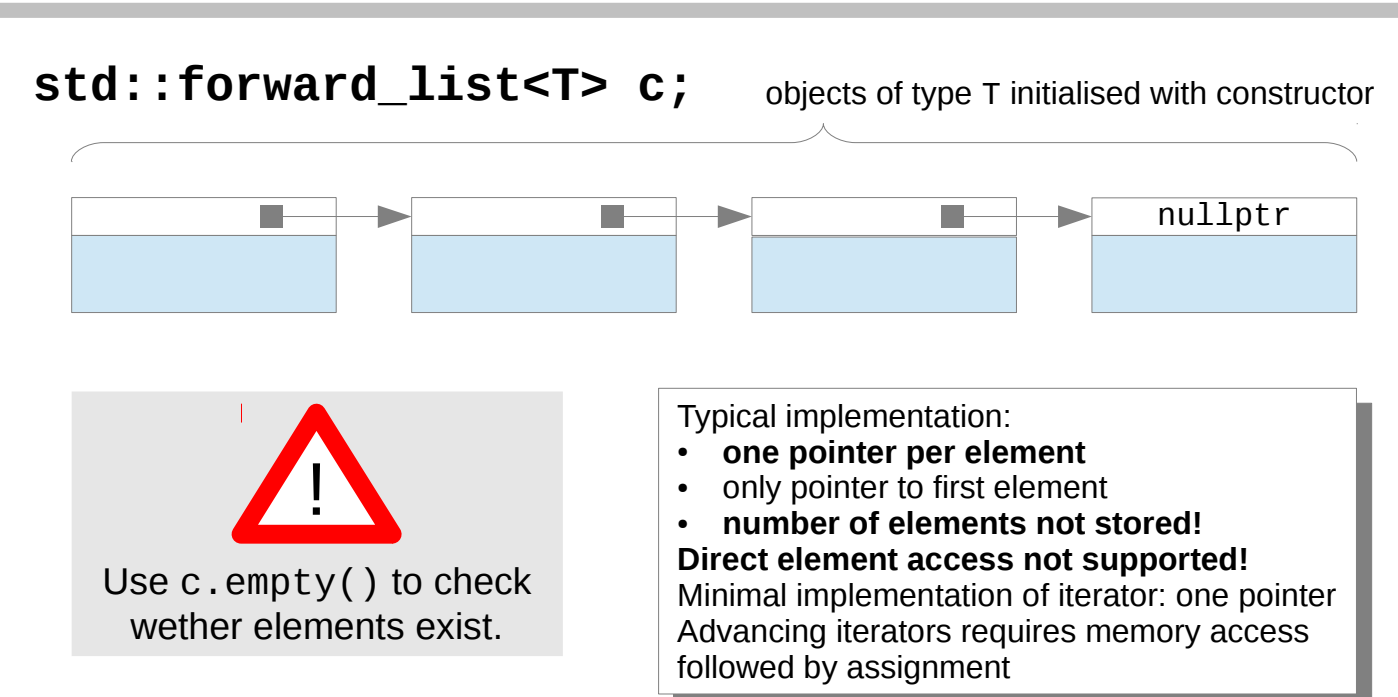 std::forward_list<T> c;
objects of type T initialised with constructor
nullptr
!
Use c.empty() to check
wether elements exist.
Typical implementation:
• one pointer per element
• only pointer to first element
• number of elements not stored!
Direct element access not supported!
Minimal implementation of iterator: one pointer
Advancing iterators requires memory access
followed by assignment